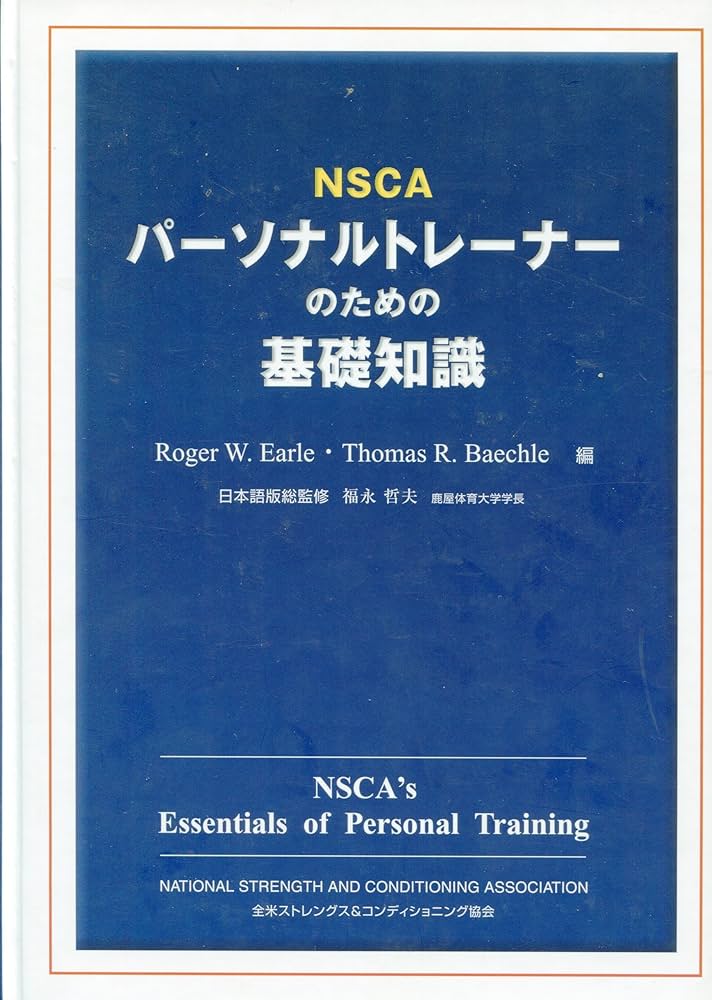 NSCA
パーソナルトレーナー
のための
基礎知識
Roger W. Earle・Thomas R. Baechle 編
日本語版総監修 福永 哲夫 鹿屋体育大学学長
NSCA's
Essentials of Personal Training
NATIONAL STRENGTH AND CONDITIONING ASSOCIATION
全米ストレングス&コンディショニング協会